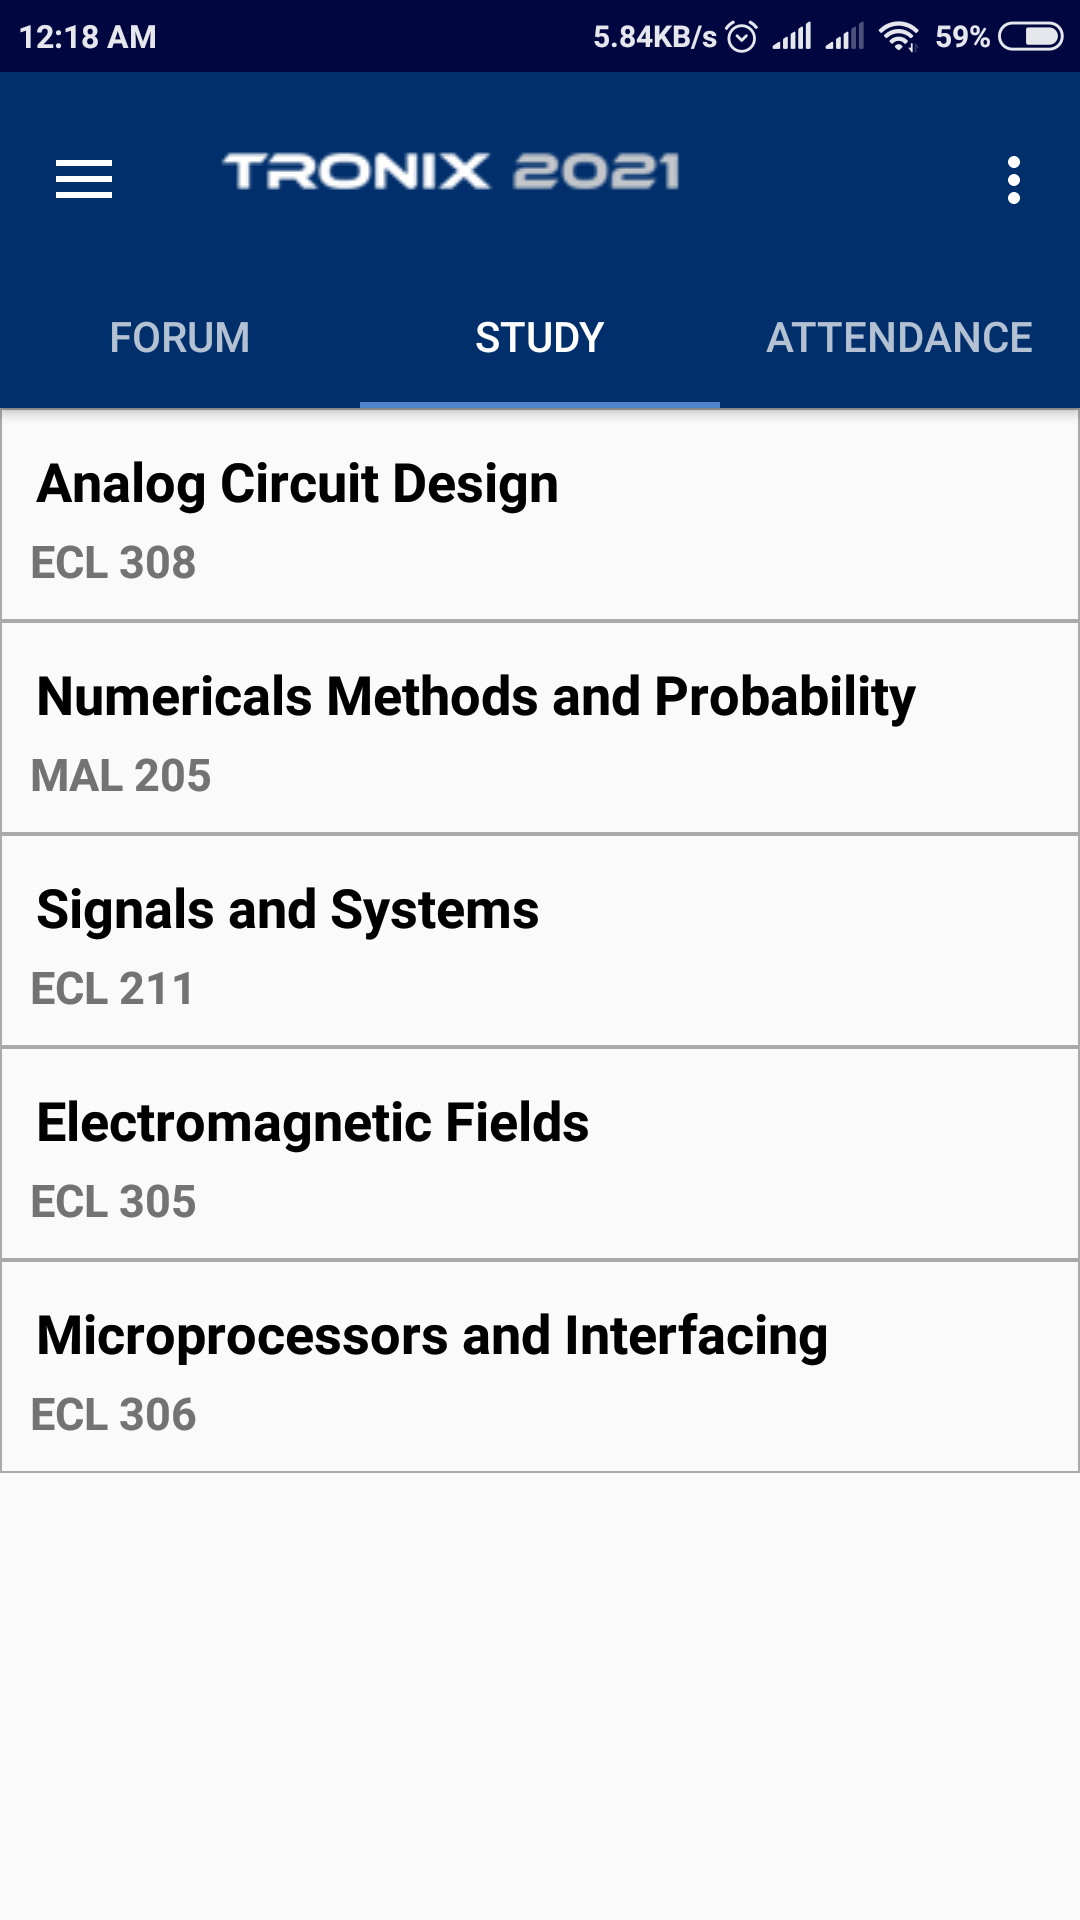 12:18 AM 5.84KB/s 59%
TRONIX 2021
FORUM STUDY ATTENDANCE
Analog Circuit Design
ECL 308
Numericals Methods and Probability
MAL 205
Signals and Systems
ECL 211
Electromagnetic Fields
ECL 305
Microprocessors and Interfacing
ECL 306